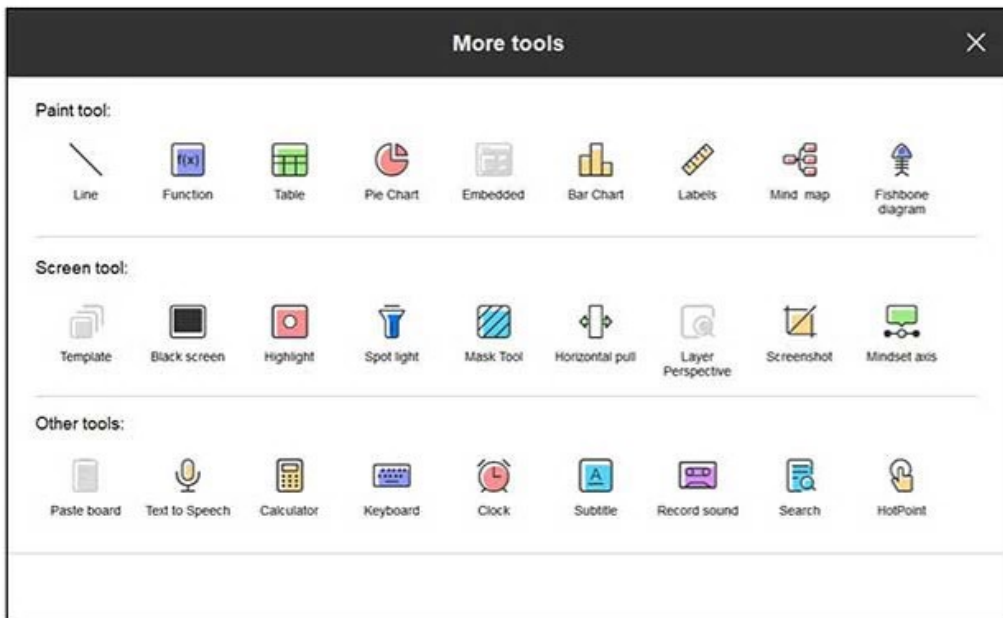 More tools
Paint tool:
f(x)
Line Function Table Pie Chart Embedded Bar Chart Labels Mind map Fishbone
diagram
Screen tool:
Template Black screen Highlight Spot light Mask Tool Horizontal pull Layer
Perspective Screenshot Mindset axis
Other tools:
A
Paste board Text to Speech Calculator Keyboard Clock Subtitle Record sound Search HotPoint